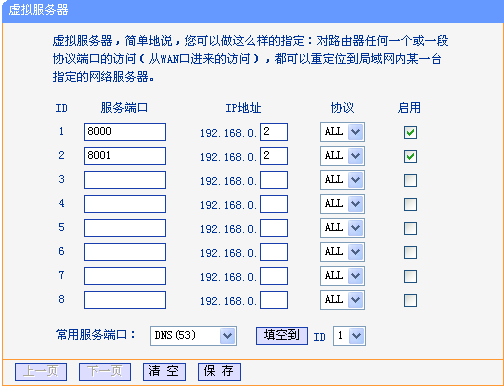 虚拟服务器
虚拟服务器，简单地说，您可以做这么样的指定：对路由器任何一个或一段
协议端口的访问（从WAN口进来的访问），都可以重定位到局域网内某一台
指定的网络服务器。
ID 服务端口 IP地址 协议 启用
1 8000 192.168.0.2 ALL
2 8001 192.168.0.2 ALL
3 192.168.0. ALL
4 192.168.0. ALL
5 192.168.0. ALL
6 192.168.0. ALL
7 192.168.0. ALL
8 192.168.0. ALL
常用服务端口： DNS(53) 填空到 ID 1
上一页 下一页 清 空 保 存